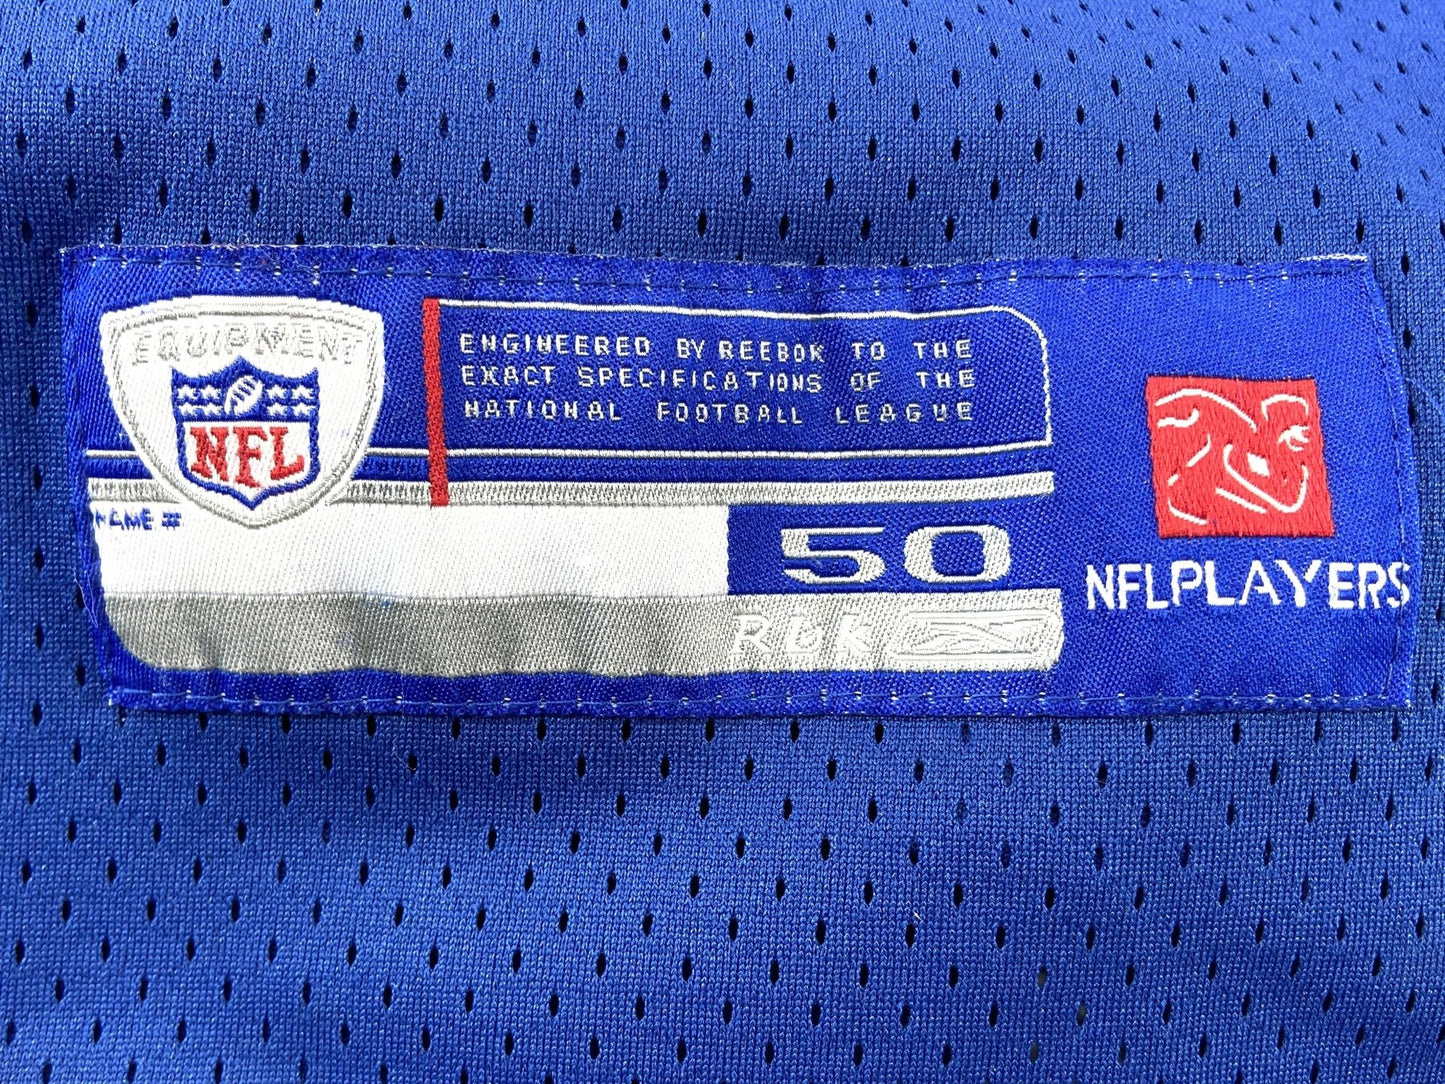 EQUIPMENT
NFL
ENGINEERED BY REEBOK TO THE
EXACT SPECIFICATIONS OF THE
NATIONAL FOOTBALL LEAGUE
NAME #
50
Rbk
NFLPLAYERS